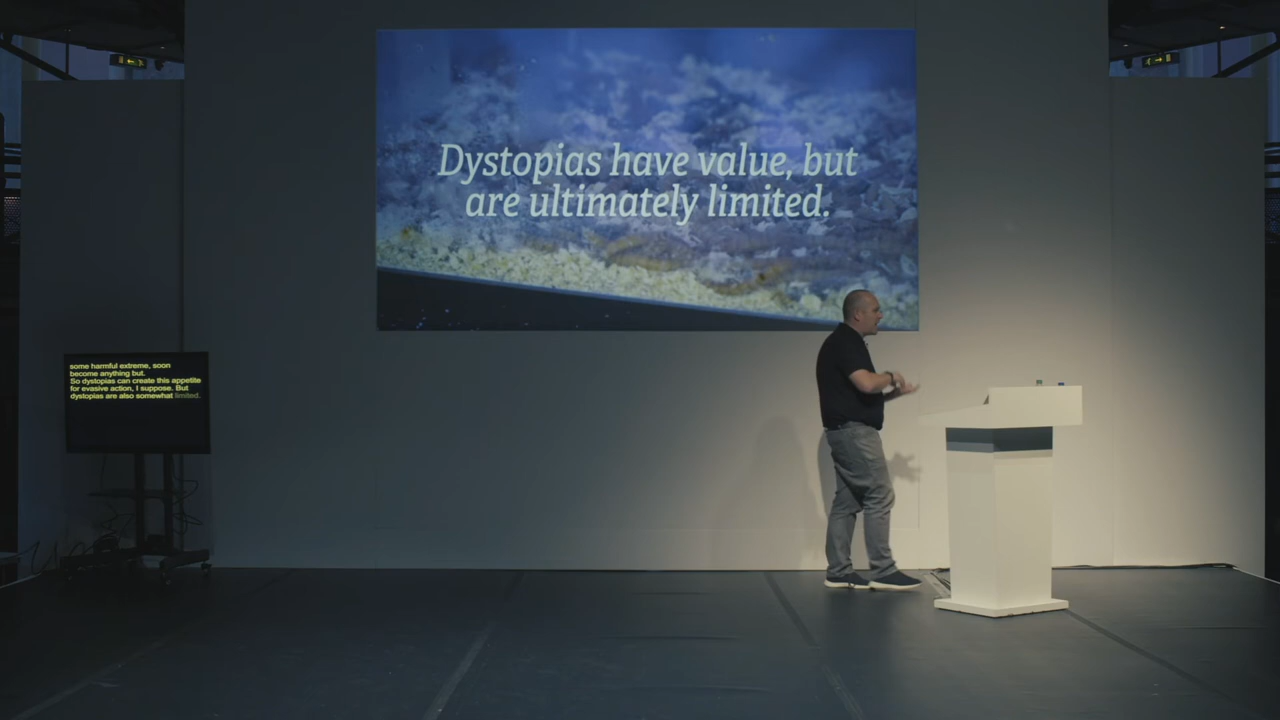 Dystopias have value, but
are ultimately limited.
some harmful extreme, soon
become anything but.
So dystopias can create this appetite
for evasive action, I suppose. But
dystopias are also somewhat limited.